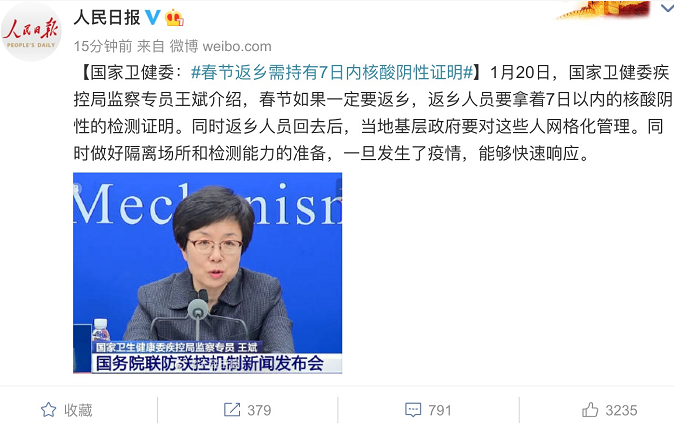 人民日报
人民日报
PEOPLE'S DAILY
15分钟前 来自 微博 weibo.com
【国家卫健委：#春节返乡需持有7日内核酸阴性证明#】1月20日，国家卫健委疾
控局监察专员王斌介绍，春节如果一定要返乡，返乡人员要拿着7日以内的核酸阴
性的检测证明。同时返乡人员回去后，当地基层政府要对这些人网格化管理。同
时做好隔离场所和检测能力的准备，一旦发生了疫情，能够快速响应。
Mechanism
国家卫生健康委疾控局监察专员 王斌
国务院联防联控机制新闻发布会
收藏
379
791
3235